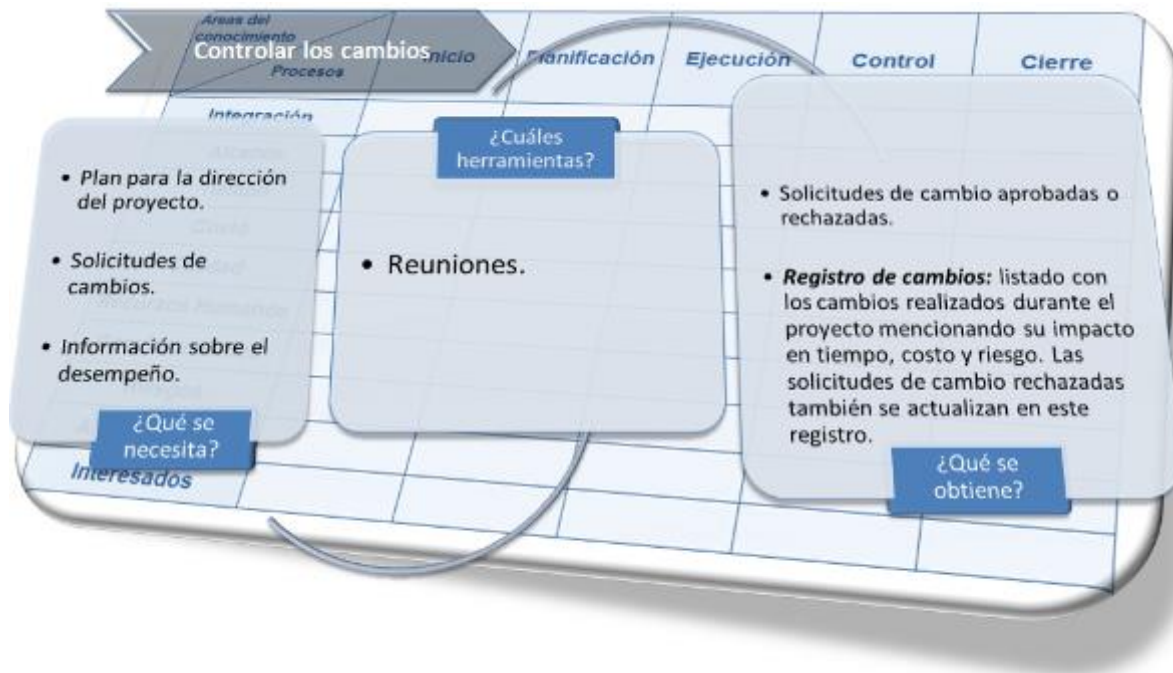 Áreas del
conocimiento
Procesos
Controlar los cambios
Inicio
Planificación
Ejecución
Control
Cierre
Integración
• Plan para la dirección
del proyecto.
• Solicitudes de
cambios.
• Información sobre el
desempeño.
¿Qué se
necesita?
¿Cuáles
herramientas?
• Reuniones.
• Solicitudes de cambio aprobadas o
rechazadas.
• Registro de cambios: listado con
los cambios realizados durante el
proyecto mencionando su impacto
en tiempo, costo y riesgo. Las
solicitudes de cambio rechazadas
también se actualizan en este
registro.
¿Qué se
obtiene?
Recursos Humanos
Interesados